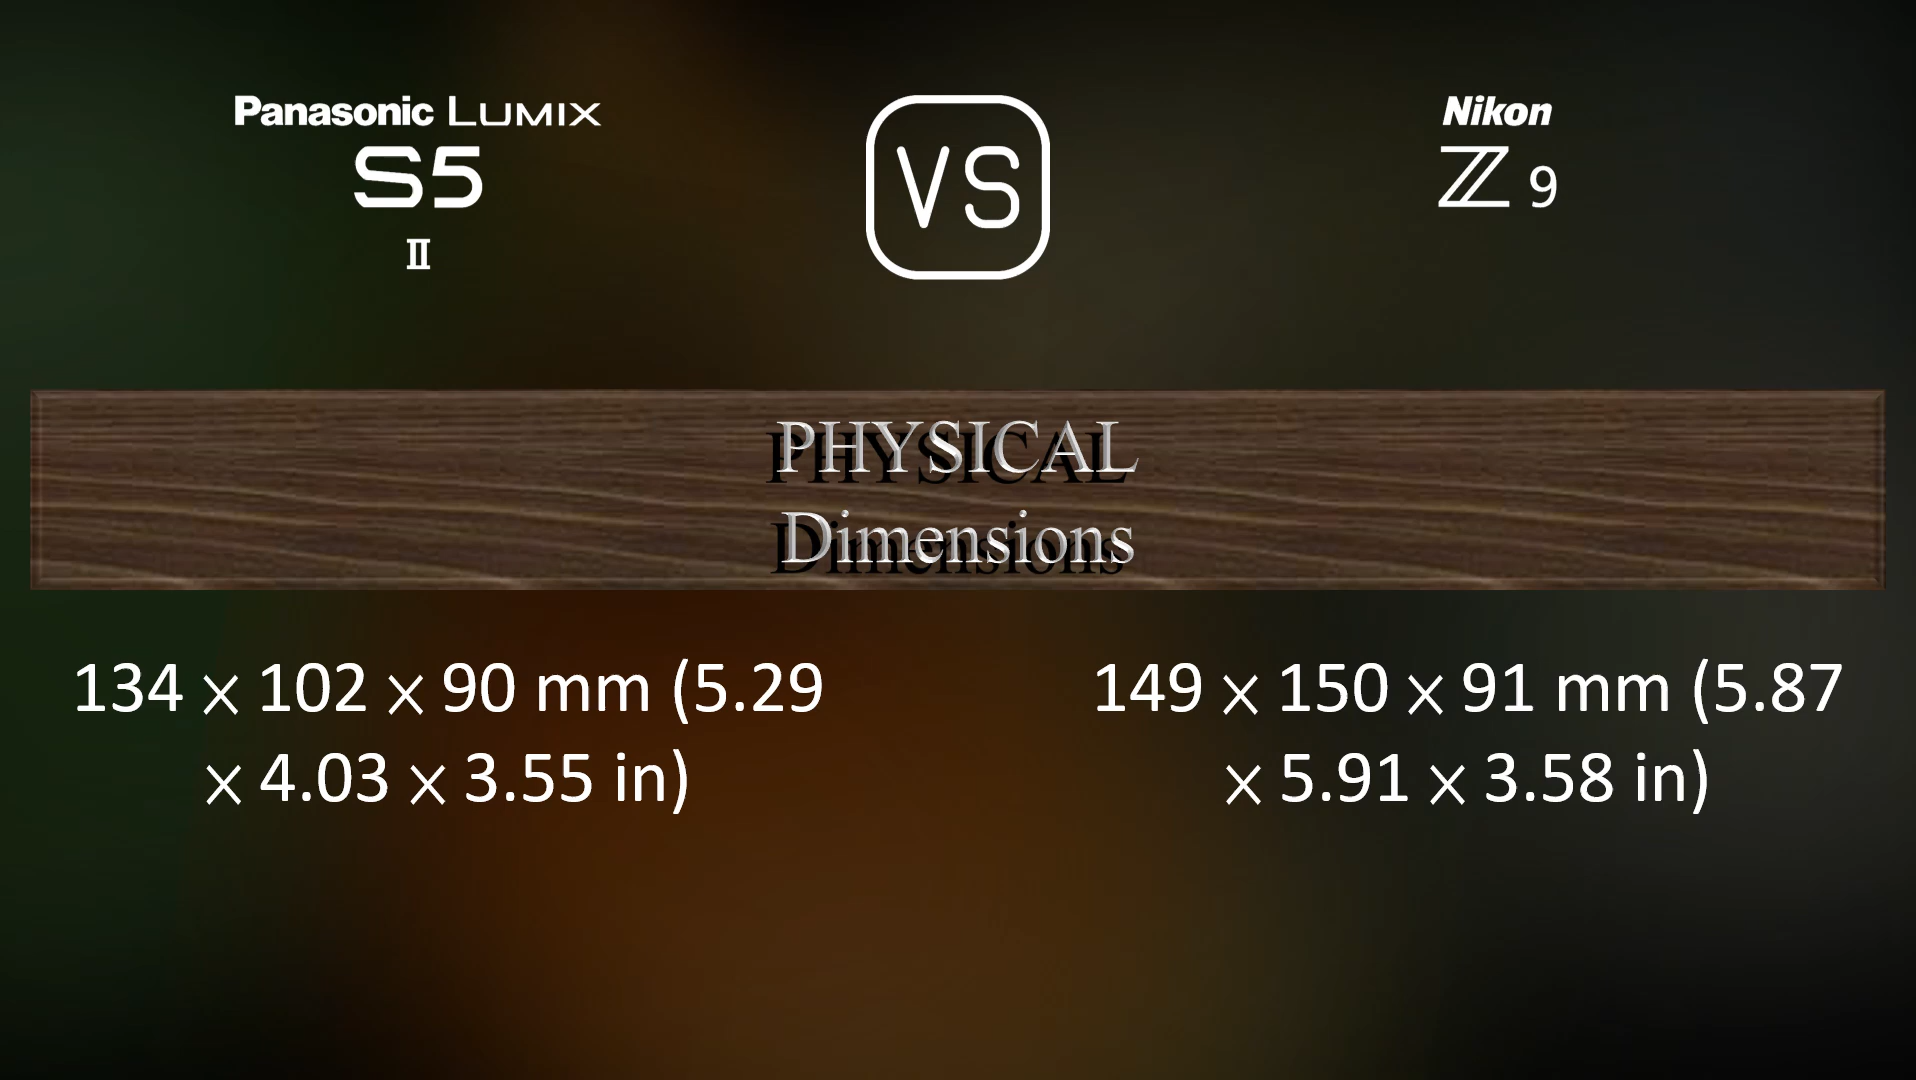 Panasonic LUMIX
S5
II
VS
Nikon
Z 9
PHYSICAL
Dimensions
134 x 102 x 90 mm (5.29
x 4.03 x 3.55 in)
149 x 150 x 91 mm (5.87
x 5.91 x 3.58 in)